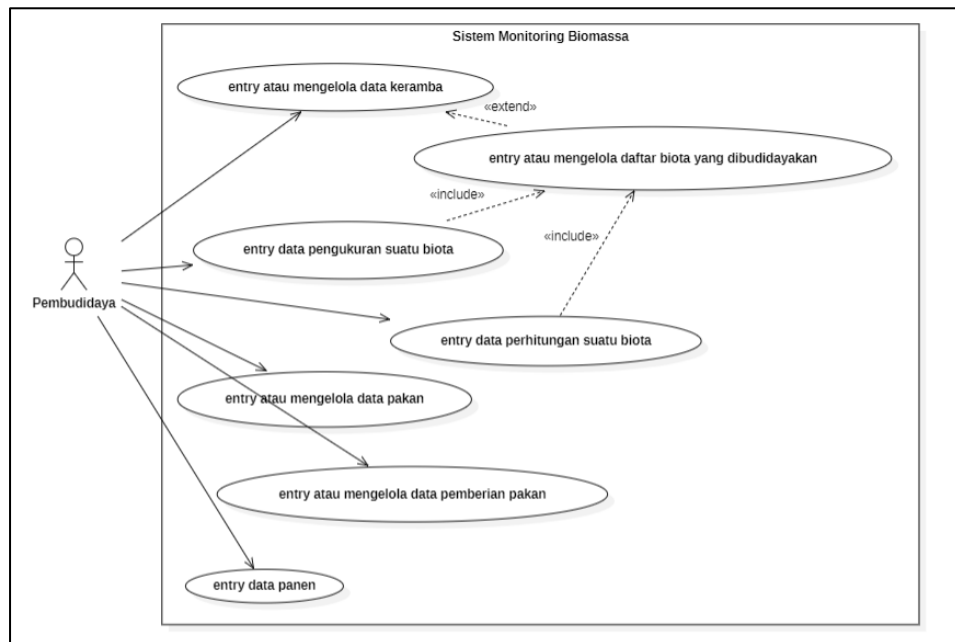 Sistem Monitoring Biomassa
entry atau mengelola data keramba
«extend»
entry atau mengelola daftar biota yang dibudidayakan
«include»
«include»
entry data pengukuran suatu biota
Pembudidaya
entry data perhitungan suatu biota
entry atau mengelola data pakan
entry atau mengelola data pemberian pakan
entry data panen